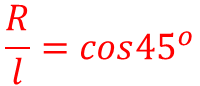 R/l = cos45°